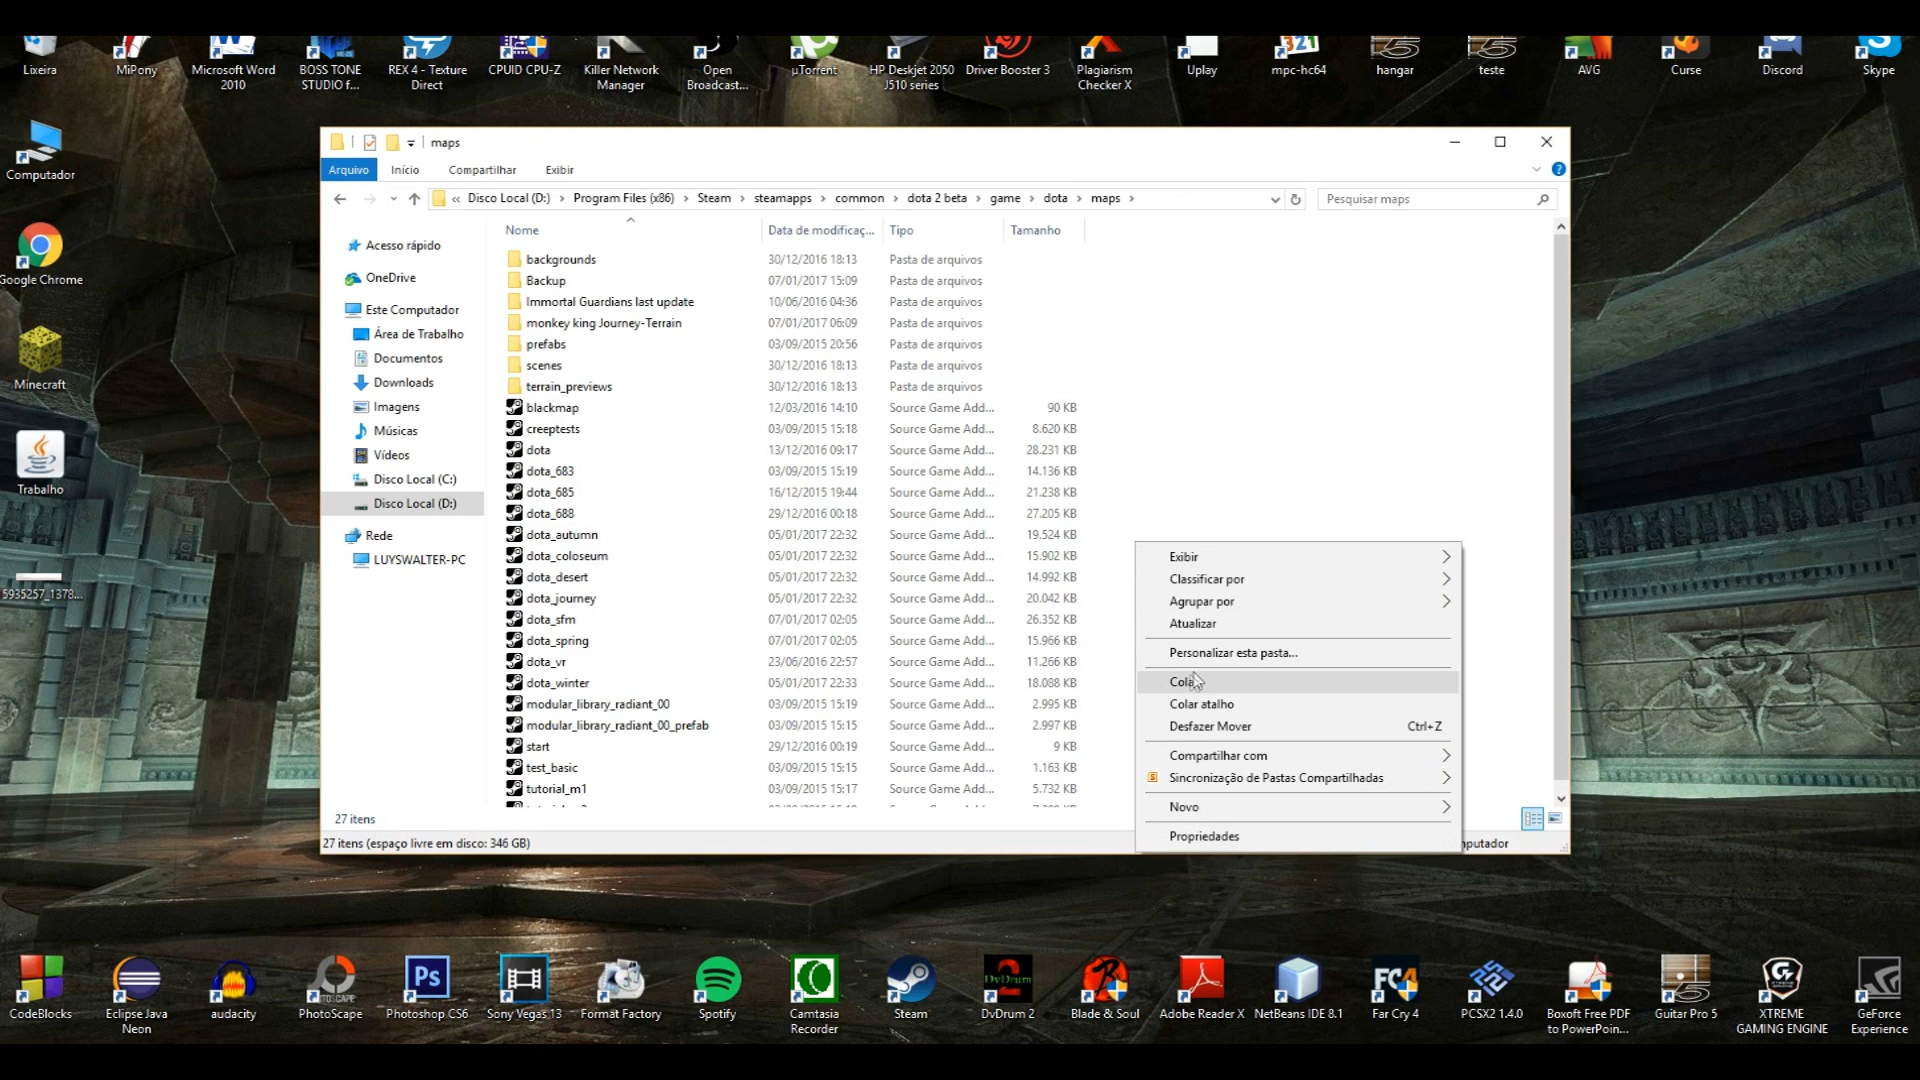 Lixeira
MiPony
Microsoft Word
2010
BOSS TONE
STUDIO f...
REX 4 - Texture
Direct
CPUID CPU-Z
Killer Network
Manager
Open
Broadcast...
µTorrent
HP Deskjet 2050
J510 series
Driver Booster 3
Plagiarism
Checker X
Uplay
321
mpc-hc64
hangar
teste
AVG
Curse
Discord
Skype
Computador
Google Chrome
Minecraft
Trabalho
5935257_1378...
maps
Arquivo Início Compartilhar Exibir
« Disco Local (D:) › Program Files (x86) › Steam › steamapps › common › dota 2 beta › game › dota › maps ›
Pesquisar maps
Acesso rápido
OneDrive
Este Computador
Área de Trabalho
Documentos
Downloads
Imagens
Músicas
Vídeos
Disco Local (C:)
Disco Local (D:)
Rede
LUYSWALTER-PC
Nome Data de modificaç... Tipo Tamanho
backgrounds 30/12/2016 18:13 Pasta de arquivos
Backup 07/01/2017 15:09 Pasta de arquivos
Immortal Guardians last update 10/06/2016 04:36 Pasta de arquivos
monkey king Journey-Terrain 07/01/2017 06:09 Pasta de arquivos
prefabs 03/09/2015 20:56 Pasta de arquivos
scenes 30/12/2016 18:13 Pasta de arquivos
terrain_previews 30/12/2016 18:13 Pasta de arquivos
blackmap 12/03/2016 14:10 Source Game Add... 90 KB
creeptests 03/09/2015 15:18 Source Game Add... 8.620 KB
dota 13/12/2016 09:17 Source Game Add... 28.231 KB
dota_683 03/09/2015 15:19 Source Game Add... 14.136 KB
dota_685 16/12/2015 19:44 Source Game Add... 21.238 KB
dota_688 29/12/2016 00:18 Source Game Add... 27.205 KB
dota_autumn 05/01/2017 22:32 Source Game Add... 19.524 KB
dota_coloseum 05/01/2017 22:32 Source Game Add... 15.902 KB
dota_desert 05/01/2017 22:32 Source Game Add... 14.992 KB
dota_journey 05/01/2017 22:32 Source Game Add... 20.042 KB
dota_sfm 07/01/2017 02:05 Source Game Add... 26.352 KB
dota_spring 07/01/2017 02:05 Source Game Add... 15.966 KB
dota_vr 23/06/2016 22:57 Source Game Add... 11.266 KB
dota_winter 05/01/2017 22:33 Source Game Add... 18.088 KB
modular_library_radiant_00 03/09/2015 15:19 Source Game Add... 2.995 KB
modular_library_radiant_00_prefab 03/09/2015 15:15 Source Game Add... 2.997 KB
start 29/12/2016 00:19 Source Game Add... 9 KB
test_basic 03/09/2015 15:15 Source Game Add... 1.163 KB
tutorial_m1 03/09/2015 15:17 Source Game Add... 5.732 KB
27 itens
27 itens (espaço livre em disco: 346 GB)
Exibir
Classificar por
Agrupar por
Atualizar
Personalizar esta pasta...
Cola
Colar atalho
Desfazer Mover Ctrl+Z
Compartilhar com
S Sincronização de Pastas Compartilhadas
Novo
Propriedades
putador
CodeBlocks
Eclipse Java
Neon
audacity
PhotoScape
Ps
Photoshop CS6
Sony Vegas 13
Format Factory
Spotify
Camtasia
Recorder
Steam
DvDrum
2
DvDrum 2
Blade & Soul
Adobe Reader X
NetBeans IDE 8.1
FC4
Far Cry 4
PCSX2 1.4.0
Boxoft Free PDF
to PowerPoin...
5
Guitar Pro 5
XTREME
GAMING ENGINE
GeForce
Experience